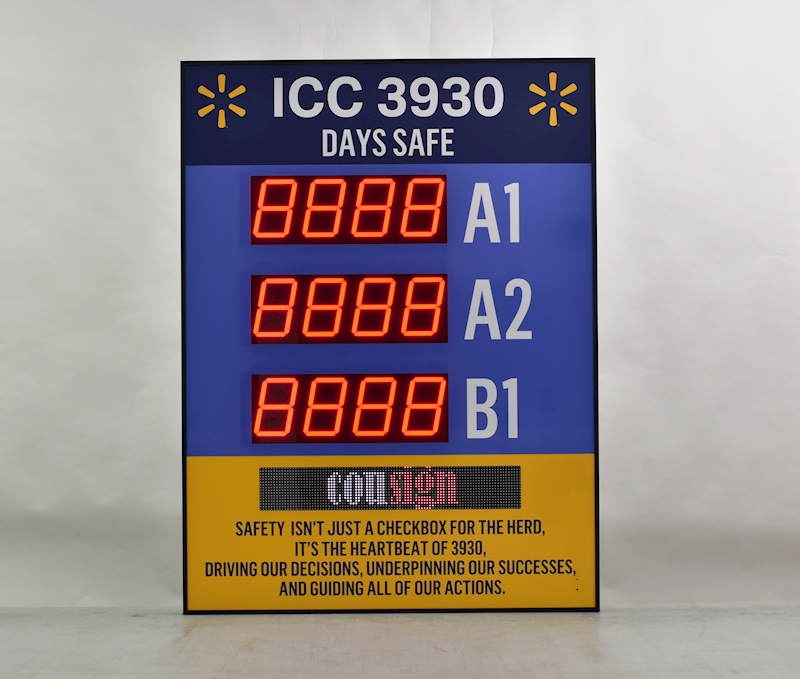 ICC 3930
DAYS SAFE
8888 A1
8888 A2
8888 B1
cousign
SAFETY ISN'T JUST A CHECKBOX FOR THE HERD,
IT'S THE HEARTBEAT OF 3930,
DRIVING OUR DECISIONS, UNDERPINNING OUR SUCCESSES,
AND GUIDING ALL OF OUR ACTIONS.